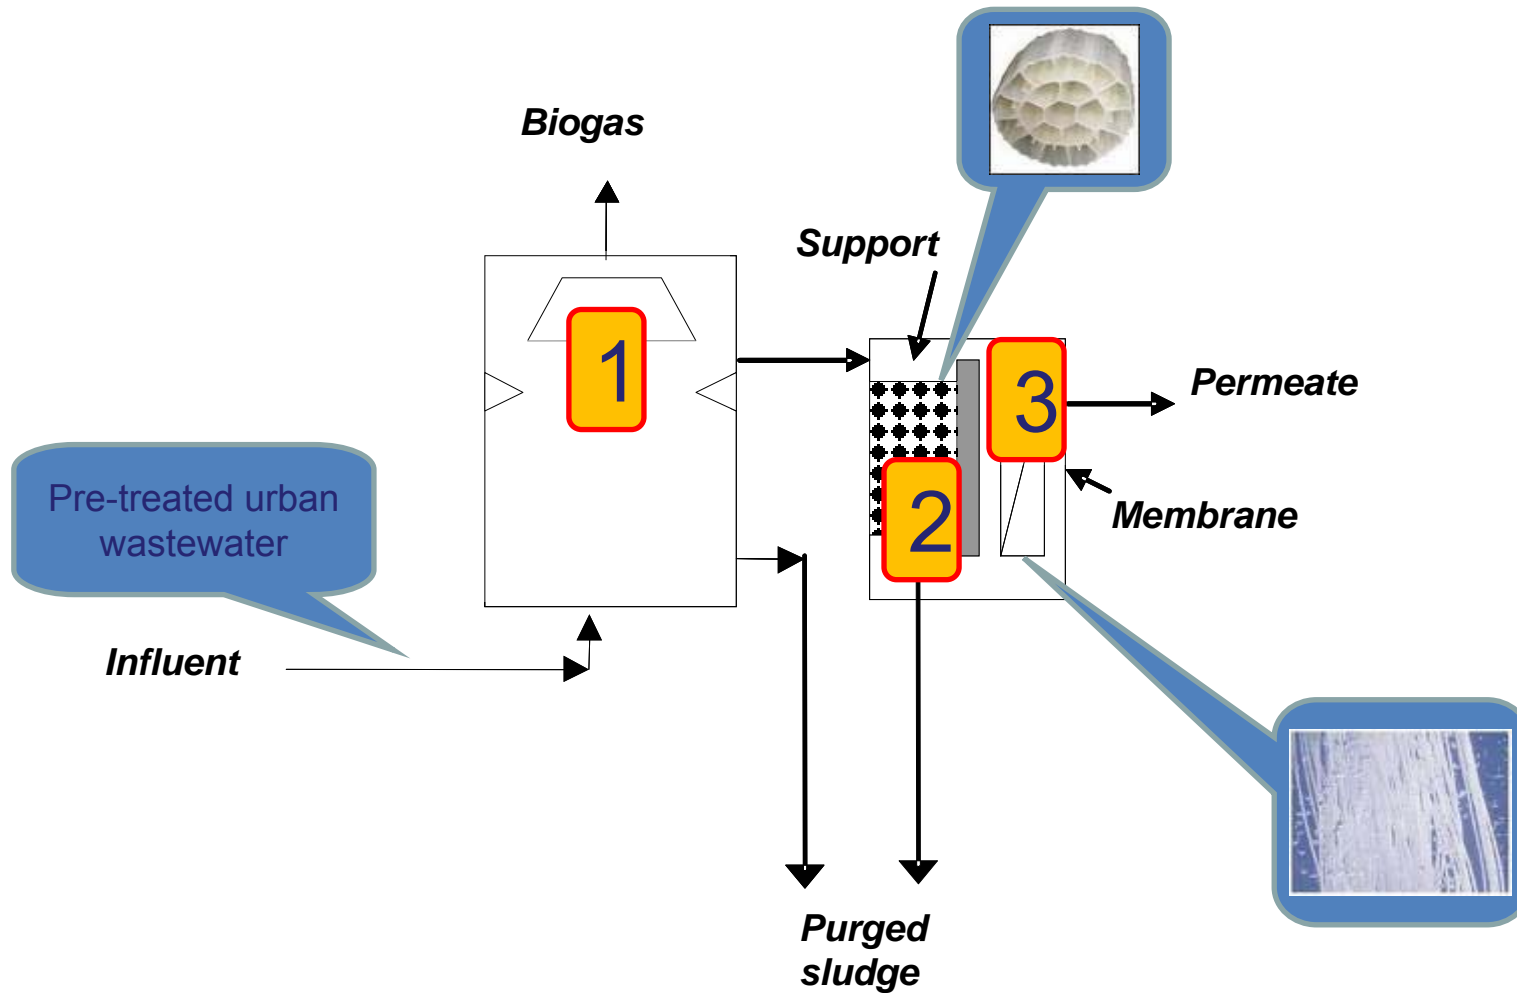 Biogas
Support
1
3
Permeate
Pre-treated urban
wastewater
2
Membrane
Influent
Purged
sludge